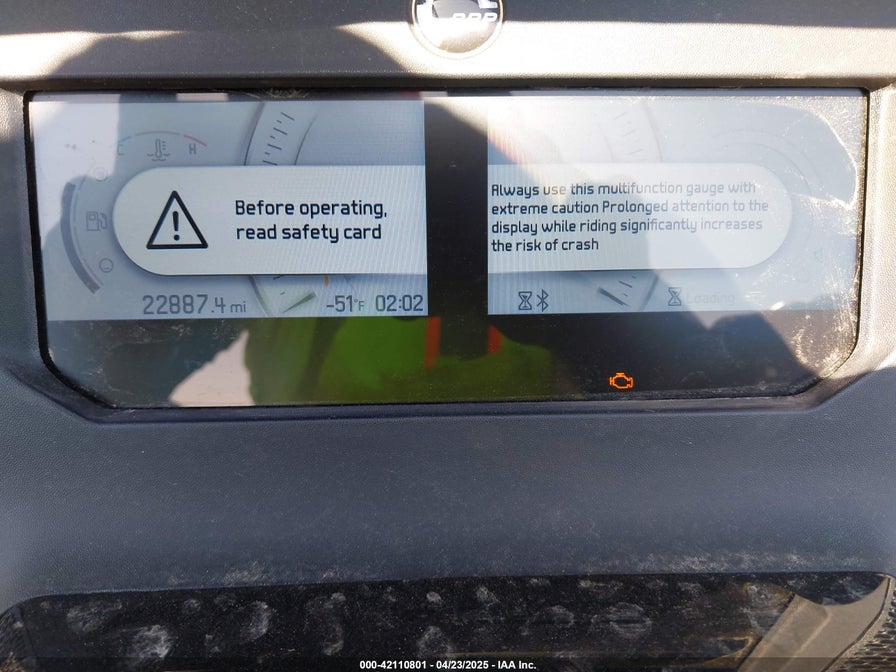 BRP
C
H
Before operating,
read safety card
22887.4 mi
-51°F
02:02
Always use this multifunction gauge with
extreme caution Prolonged attention to the
display while riding significantly increases
the risk of crash
Loading
000-42110801 - 04/23/2025 - IAA Inc.